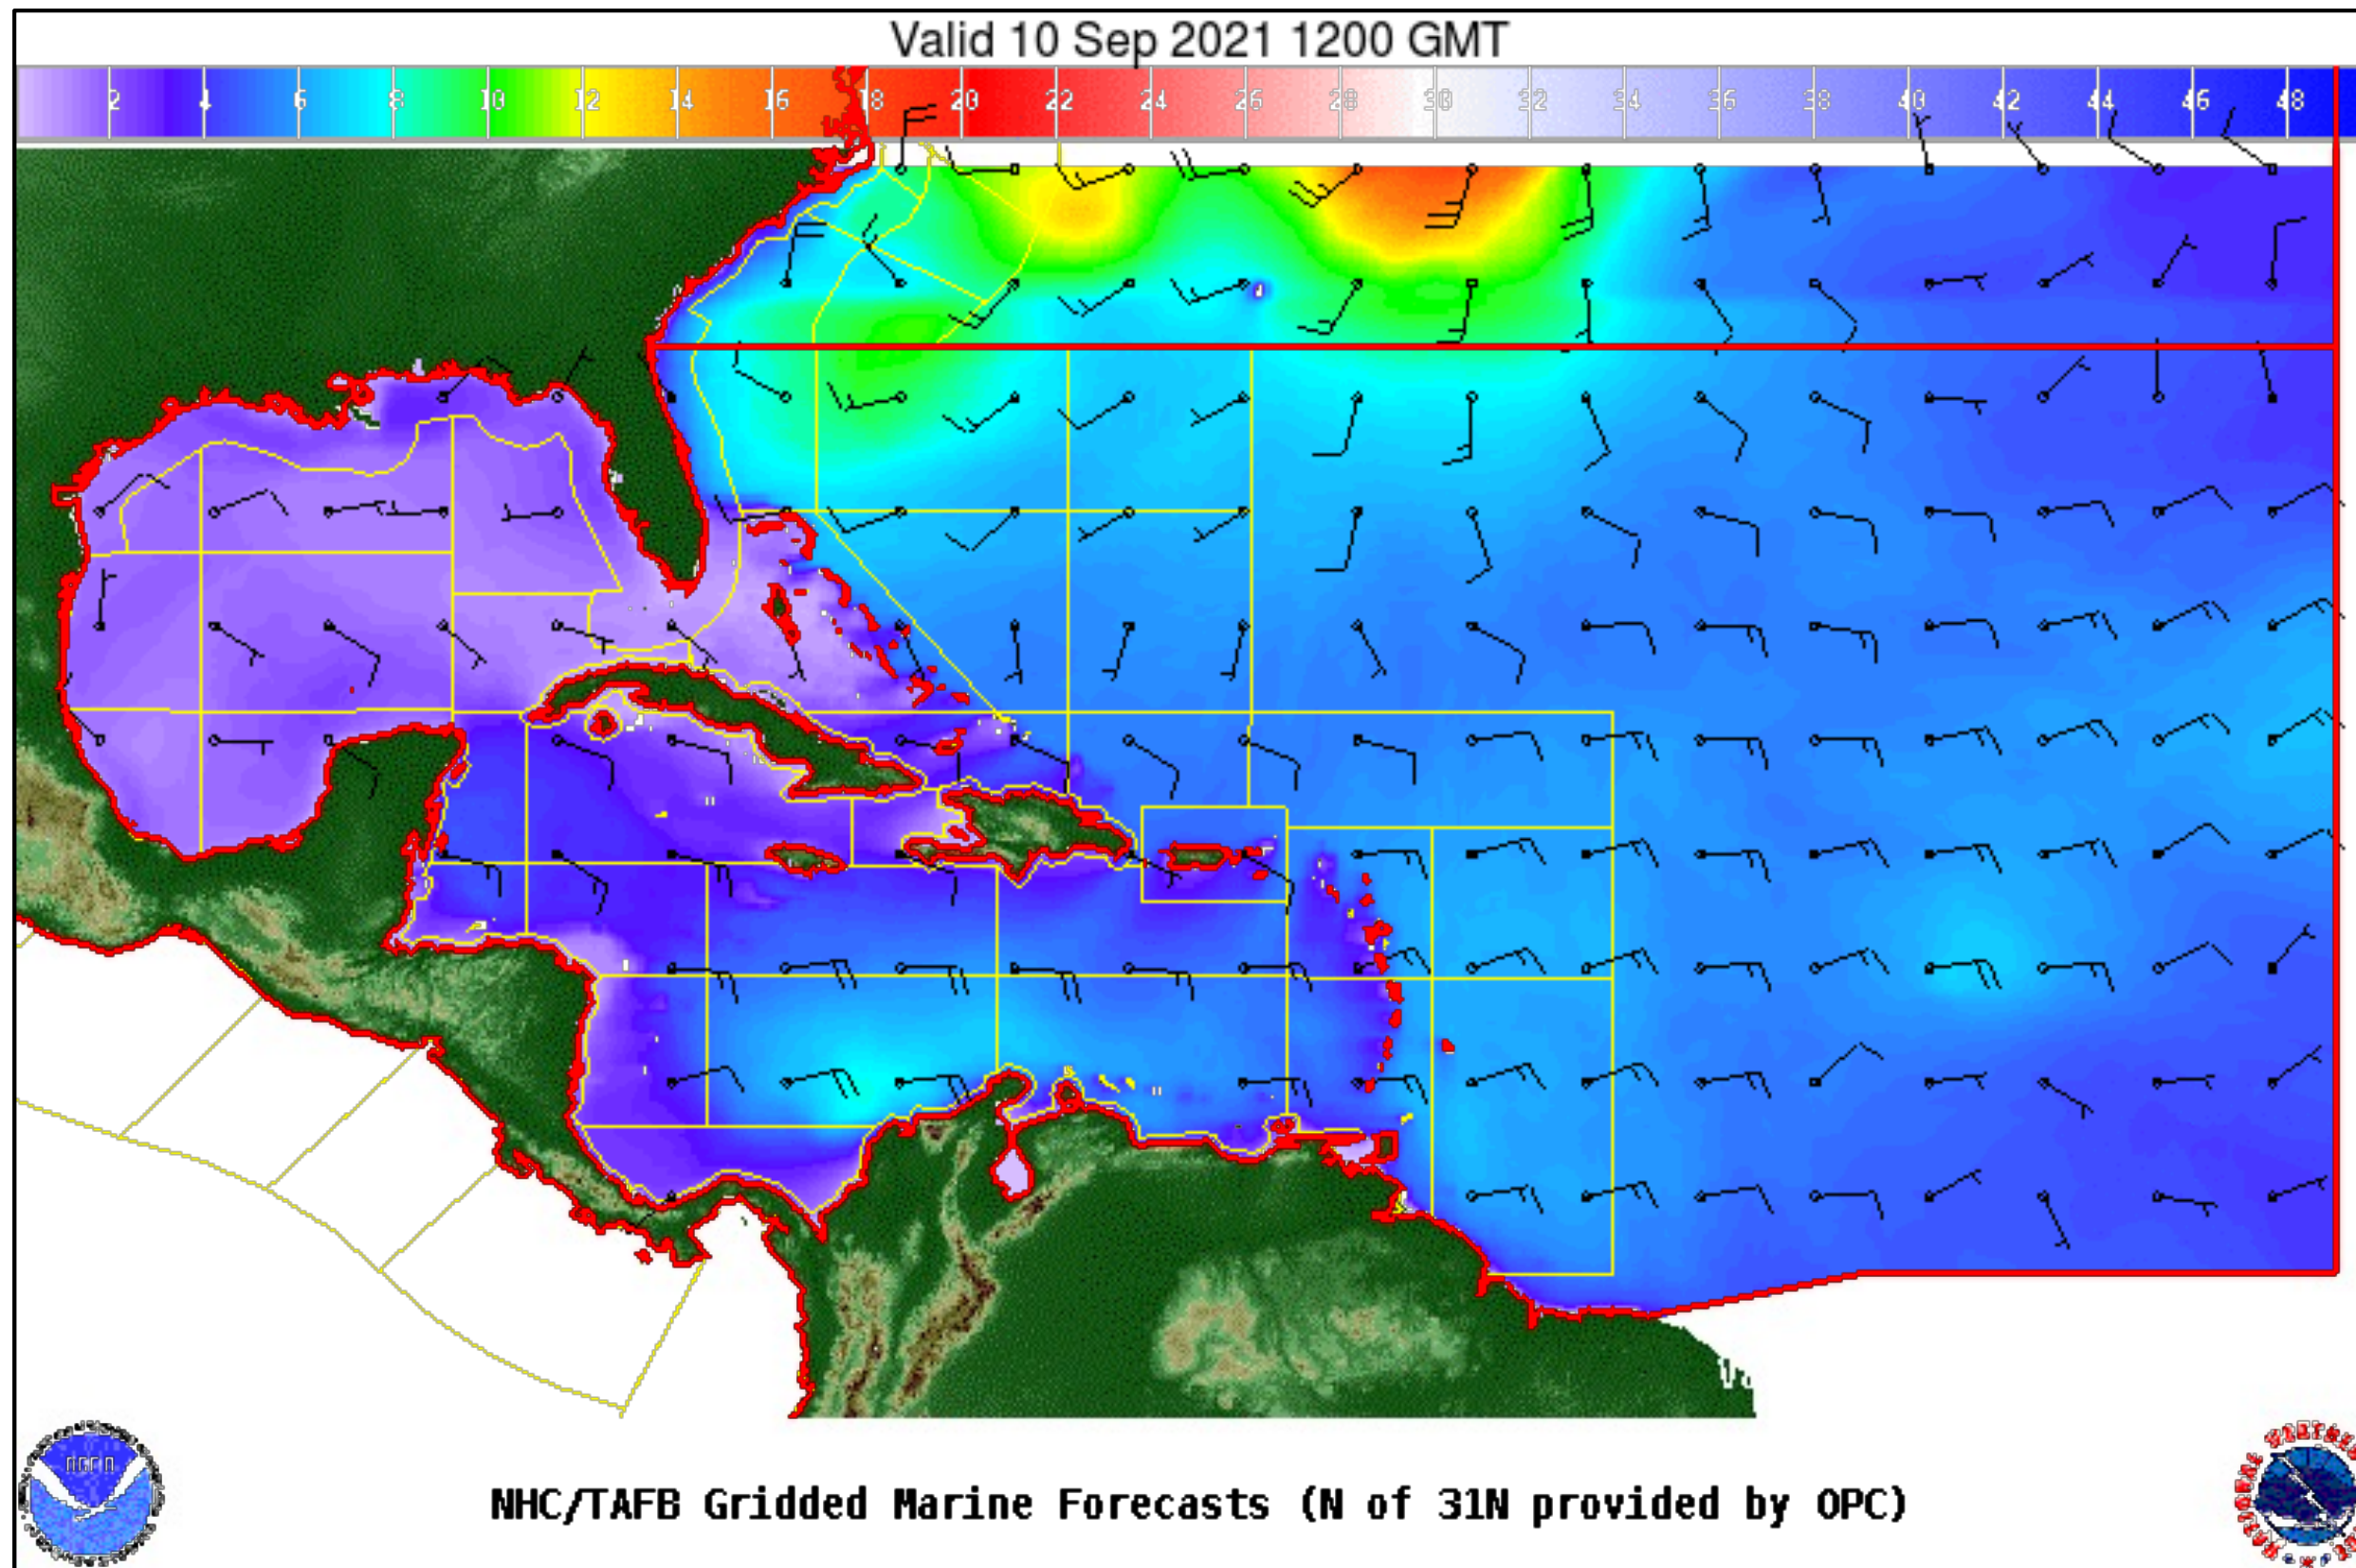 Valid 10 Sep 2021 1200 GMT
2 4 6 8 10 12 14 16 18 20 22 24 26 28 30 32 34 36 38 40 42 44 46 48
NHC/TAFB Gridded Marine Forecasts (N of 31N provided by OPC)